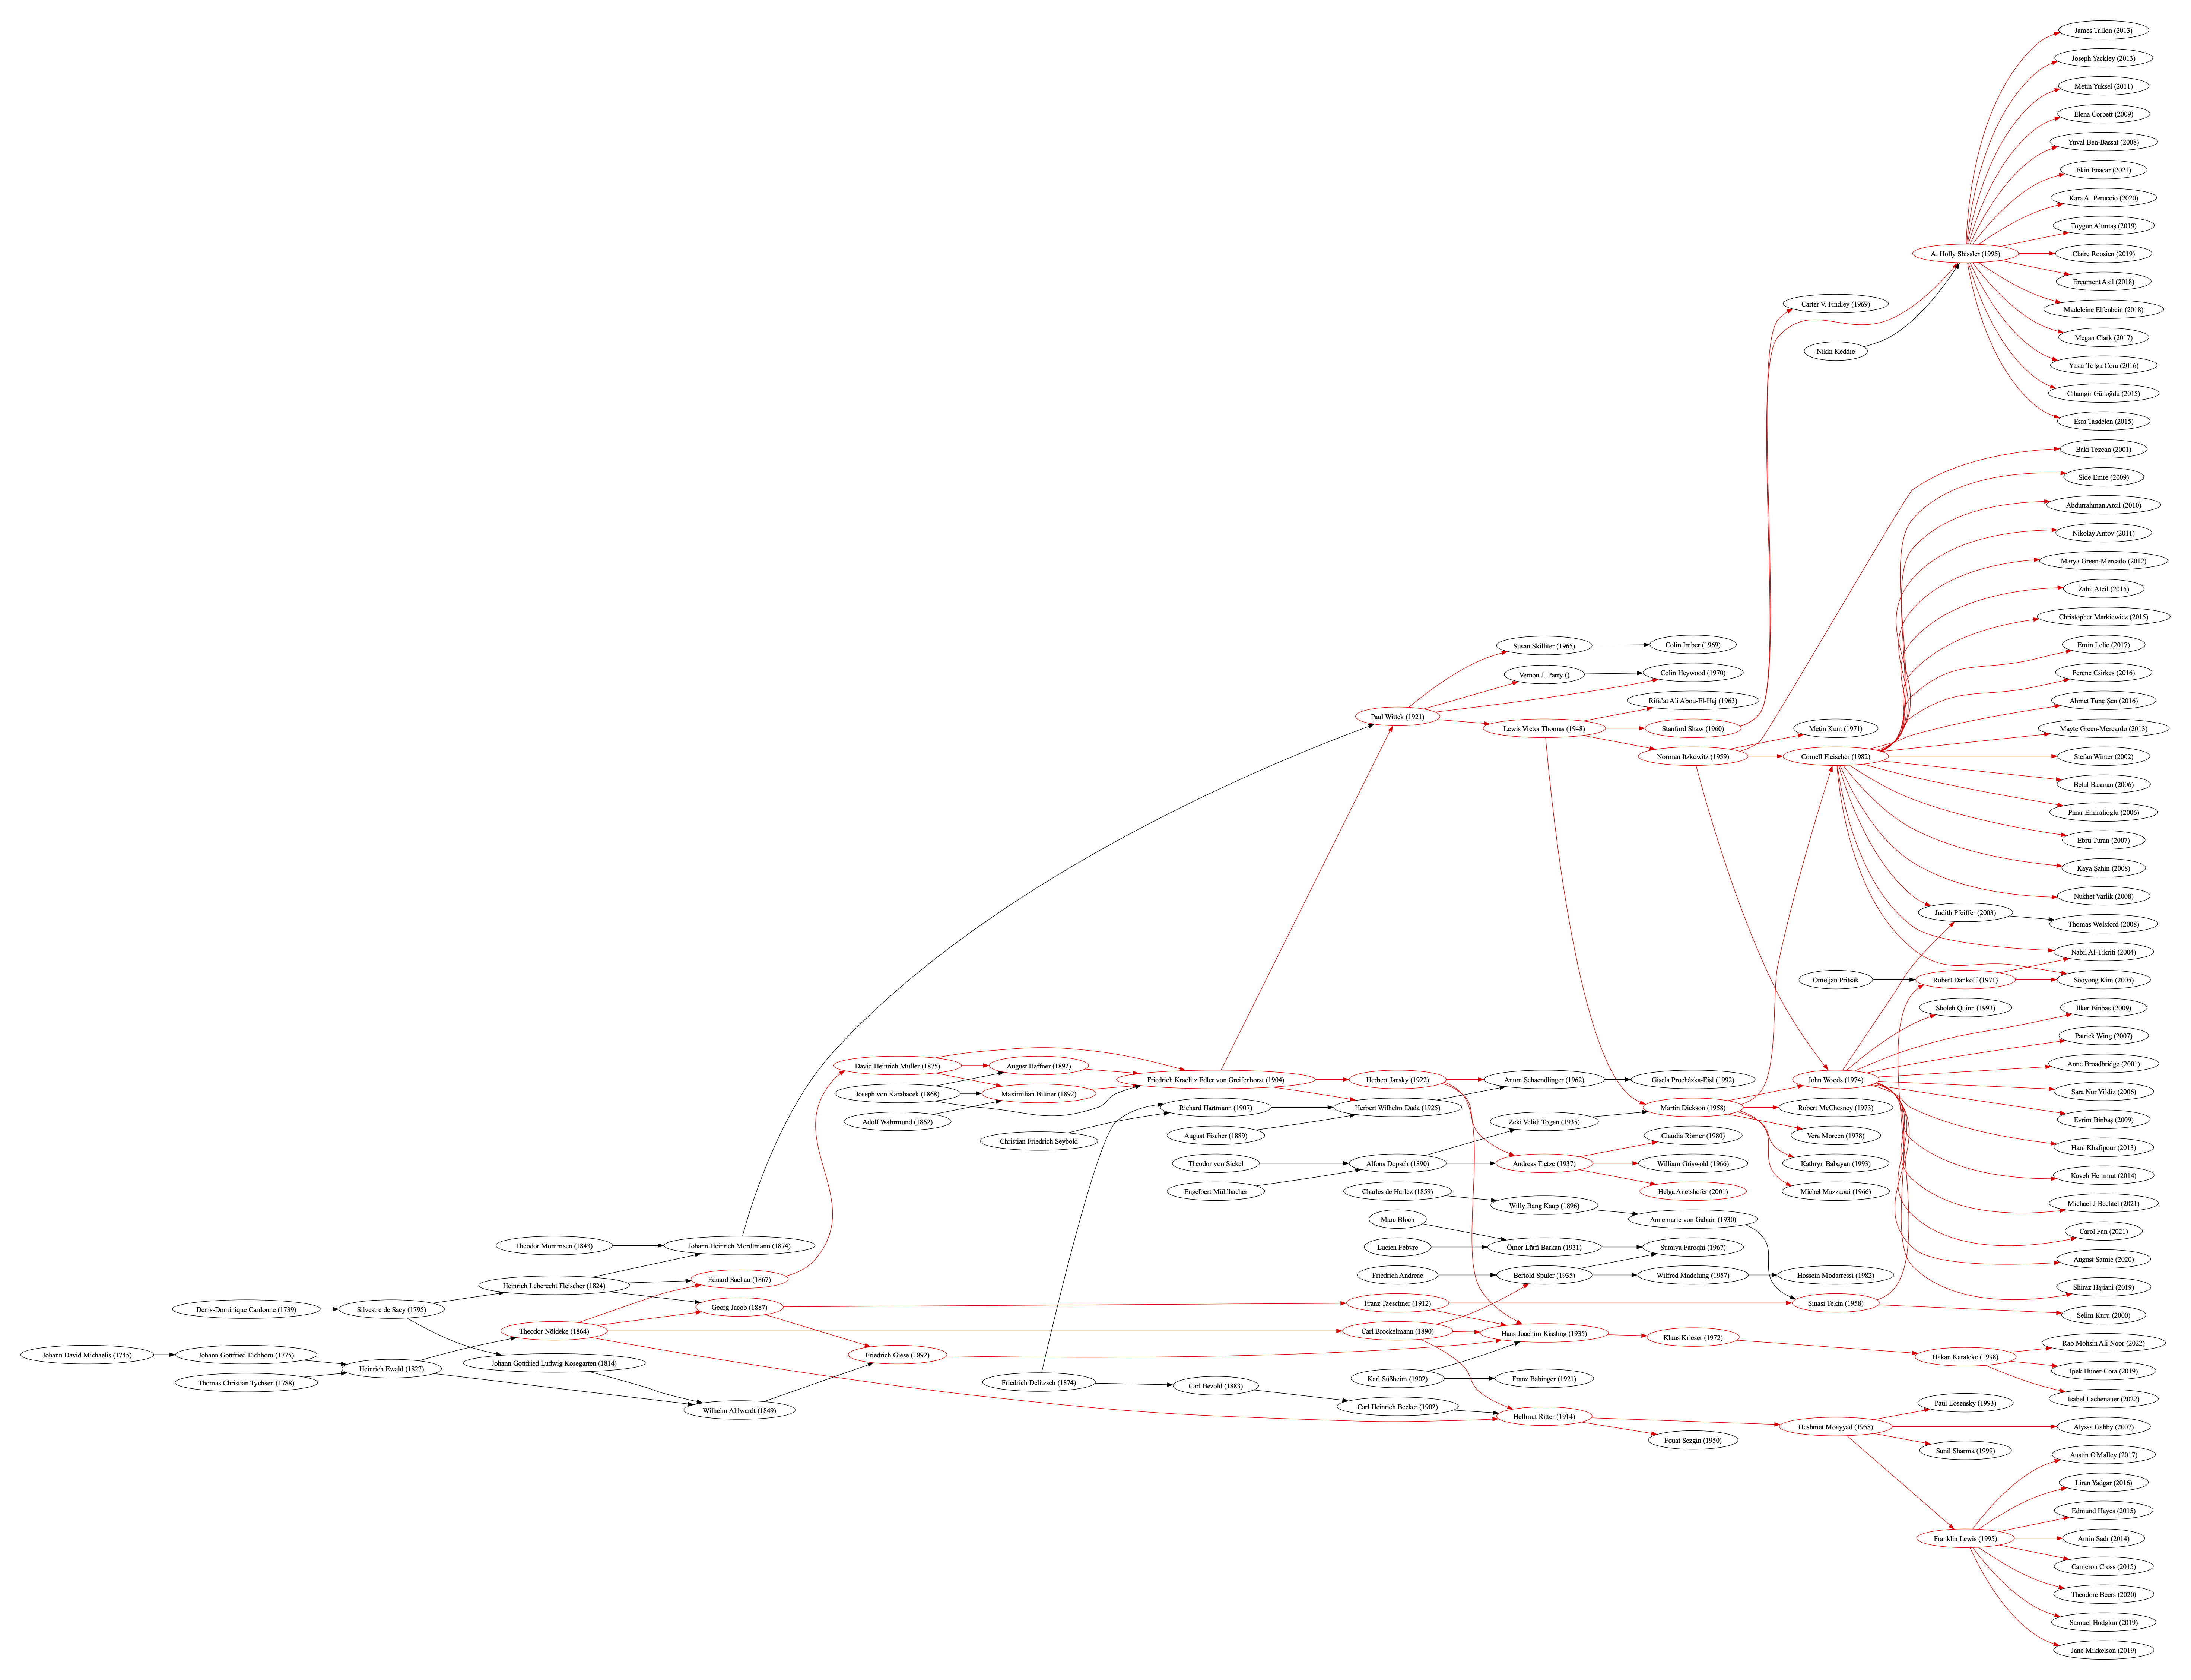 James Tallon (2013)
Joseph Yackley (2013)
Metin Yuksel (2011)
Elena Corbett (2009)
Yuval Ben-Bassat (2008)
Ekin Enacar (2021)
Kara A. Peruccio (2020)
Toygun Altıntaş (2019)
A. Holly Shissler (1995)
Claire Roosien (2019)
Ercument Asil (2018)
Carter V. Findley (1969)
Madeleine Elfenbein (2018)
Megan Clark (2017)
Nikki Keddie
Yasar Tolga Cora (2016)
Cihangir Günoğdu (2015)
Esra Tasdelen (2015)
Baki Tezcan (2001)
Side Emre (2009)
Abdurrahman Atcil (2010)
Nikolay Antov (2011)
Marya Green-Mercado (2012)
Zahit Atcil (2015)
Christopher Markiewicz (2015)
Susan Skilliter (1965)
Colin Imber (1969)
Emin Lelic (2017)
Vernon J. Parry ()
Colin Heywood (1970)
Ferenc Csirkes (2016)
Rifa'at Ali Abou-El-Haj (1963)
Ahmet Tunç Şen (2016)
Paul Wittek (1921)
Lewis Victor Thomas (1948)
Stanford Shaw (1960)
Metin Kunt (1971)
Mayte Green-Mercardo (2013)
Norman Itzkowitz (1959)
Cornell Fleischer (1982)
Stefan Winter (2002)
Betul Basaran (2006)
Pinar Emiralioglu (2006)
Ebru Turan (2007)
Kaya Şahin (2008)
Nukhet Varlik (2008)
Judith Pfeiffer (2003)
Thomas Welsford (2008)
Nabil Al-Tikriti (2004)
Omeljan Pritsak
Robert Dankoff (1971)
Sooyong Kim (2005)
Sholeh Quinn (1993)
Ilker Binbas (2009)
Patrick Wing (2007)
David Heinrich Müller (1875)
August Haffner (1892)
Anne Broadbridge (2001)
Friedrich Kraelitz Edler von Greifenhorst (1904)
Herbert Jansky (1922)
Anton Schaendlinger (1962)
Gisela Procházka-Eisl (1992)
John Woods (1974)
Joseph von Karabacek (1868)
Maximilian Bittner (1892)
Sara Nur Yildiz (2006)
Richard Hartmann (1907)
Herbert Wilhelm Duda (1925)
Martin Dickson (1958)
Robert McChesney (1973)
Adolf Wahrmund (1862)
Zeki Velidi Togan (1935)
Evrim Binbaş (2009)
Christian Friedrich Seybold
August Fischer (1889)
Claudia Römer (1980)
Vera Moreen (1978)
Hani Khafipour (2013)
Theodor von Sickel
Alfons Dopsch (1890)
Andreas Tietze (1937)
William Griswold (1966)
Kathryn Babayan (1993)
Kaveh Hemmat (2014)
Engelbert Mühlbacher
Charles de Harlez (1859)
Helga Anetshofer (2001)
Michel Mazzaoui (1966)
Willy Bang Kaup (1896)
Michael J Bechtel (2021)
Marc Bloch
Annemarie von Gabain (1930)
Carol Fan (2021)
Theodor Mommsen (1843)
Johann Heinrich Mordtmann (1874)
Lucien Febvre
Ömer Lütfi Barkan (1931)
Suraiya Faroqhi (1967)
August Samie (2020)
Heinrich Leberecht Fleischer (1824)
Eduard Sachau (1867)
Friedrich Andreae
Bertold Spuler (1935)
Wilfred Madelung (1957)
Hossein Modarressi (1982)
Shiraz Hajiani (2019)
Denis-Dominique Cardonne (1739)
Silvestre de Sacy (1795)
Georg Jacob (1887)
Franz Taeschner (1912)
Şinasi Tekin (1958)
Selim Kuru (2000)
Theodor Nöldeke (1864)
Carl Brockelmann (1890)
Hans Joachim Kissling (1935)
Klaus Krieser (1972)
Rao Mohsin Ali Noor (2022)
Johann David Michaelis (1745)
Johann Gottfried Eichhorn (1775)
Friedrich Giese (1892)
Hakan Karateke (1998)
Heinrich Ewald (1827)
Johann Gottfried Ludwig Kosegarten (1814)
Ipek Huner-Cora (2019)
Thomas Christian Tychsen (1788)
Friedrich Delitzsch (1874)
Carl Bezold (1883)
Karl Süßheim (1902)
Franz Babinger (1921)
Isabel Lachenauer (2022)
Wilhelm Ahlwardt (1849)
Carl Heinrich Becker (1902)
Hellmut Ritter (1914)
Paul Losensky (1993)
Heshmat Moayyad (1958)
Alyssa Gabby (2007)
Fouat Sezgin (1950)
Sunil Sharma (1999)
Austin O'Malley (2017)
Liran Yadgar (2016)
Edmund Hayes (2015)
Franklin Lewis (1995)
Amin Sadr (2014)
Cameron Cross (2015)
Theodore Beers (2020)
Samuel Hodgkin (2019)
Jane Mikkelson (2019)